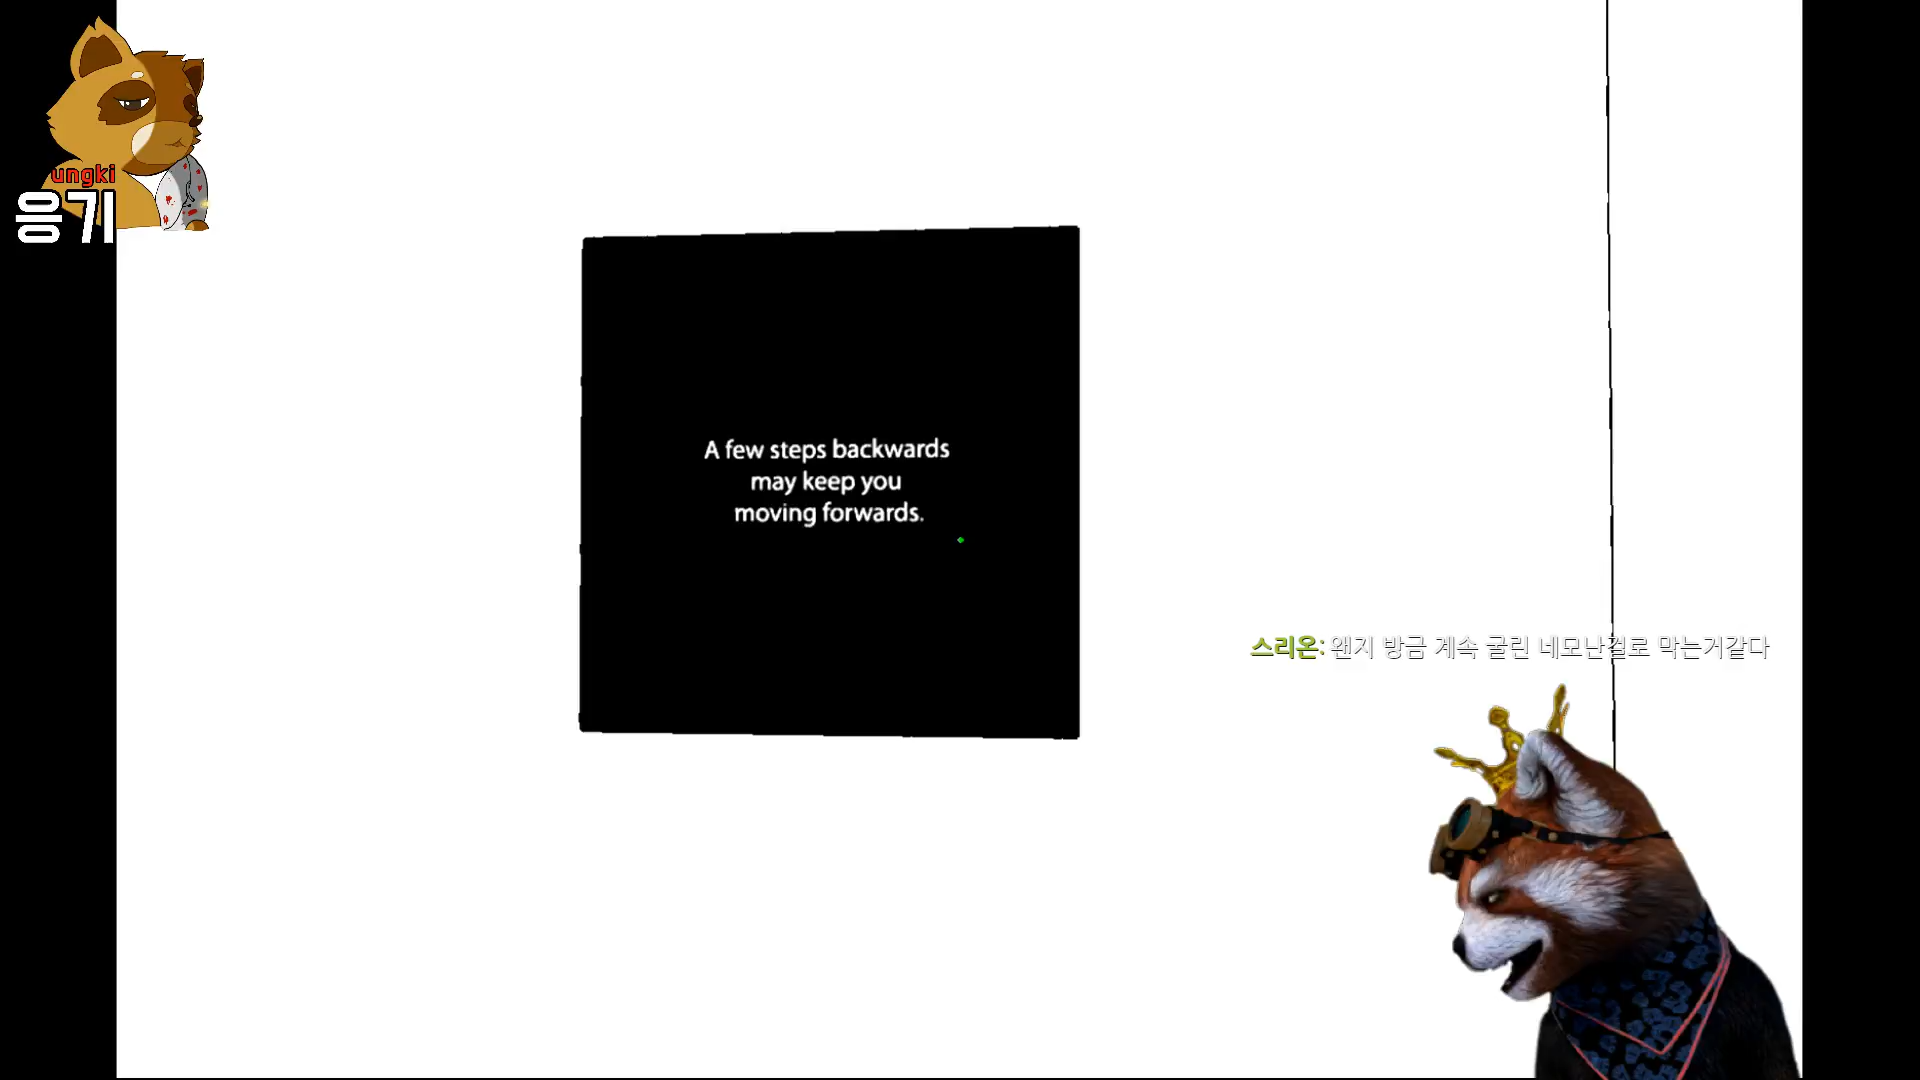 ungki
응기
A few steps backwards
may keep you
moving forwards.
스리온: 왠지 방금 계속 굴린 네모난걸로 막는거같다